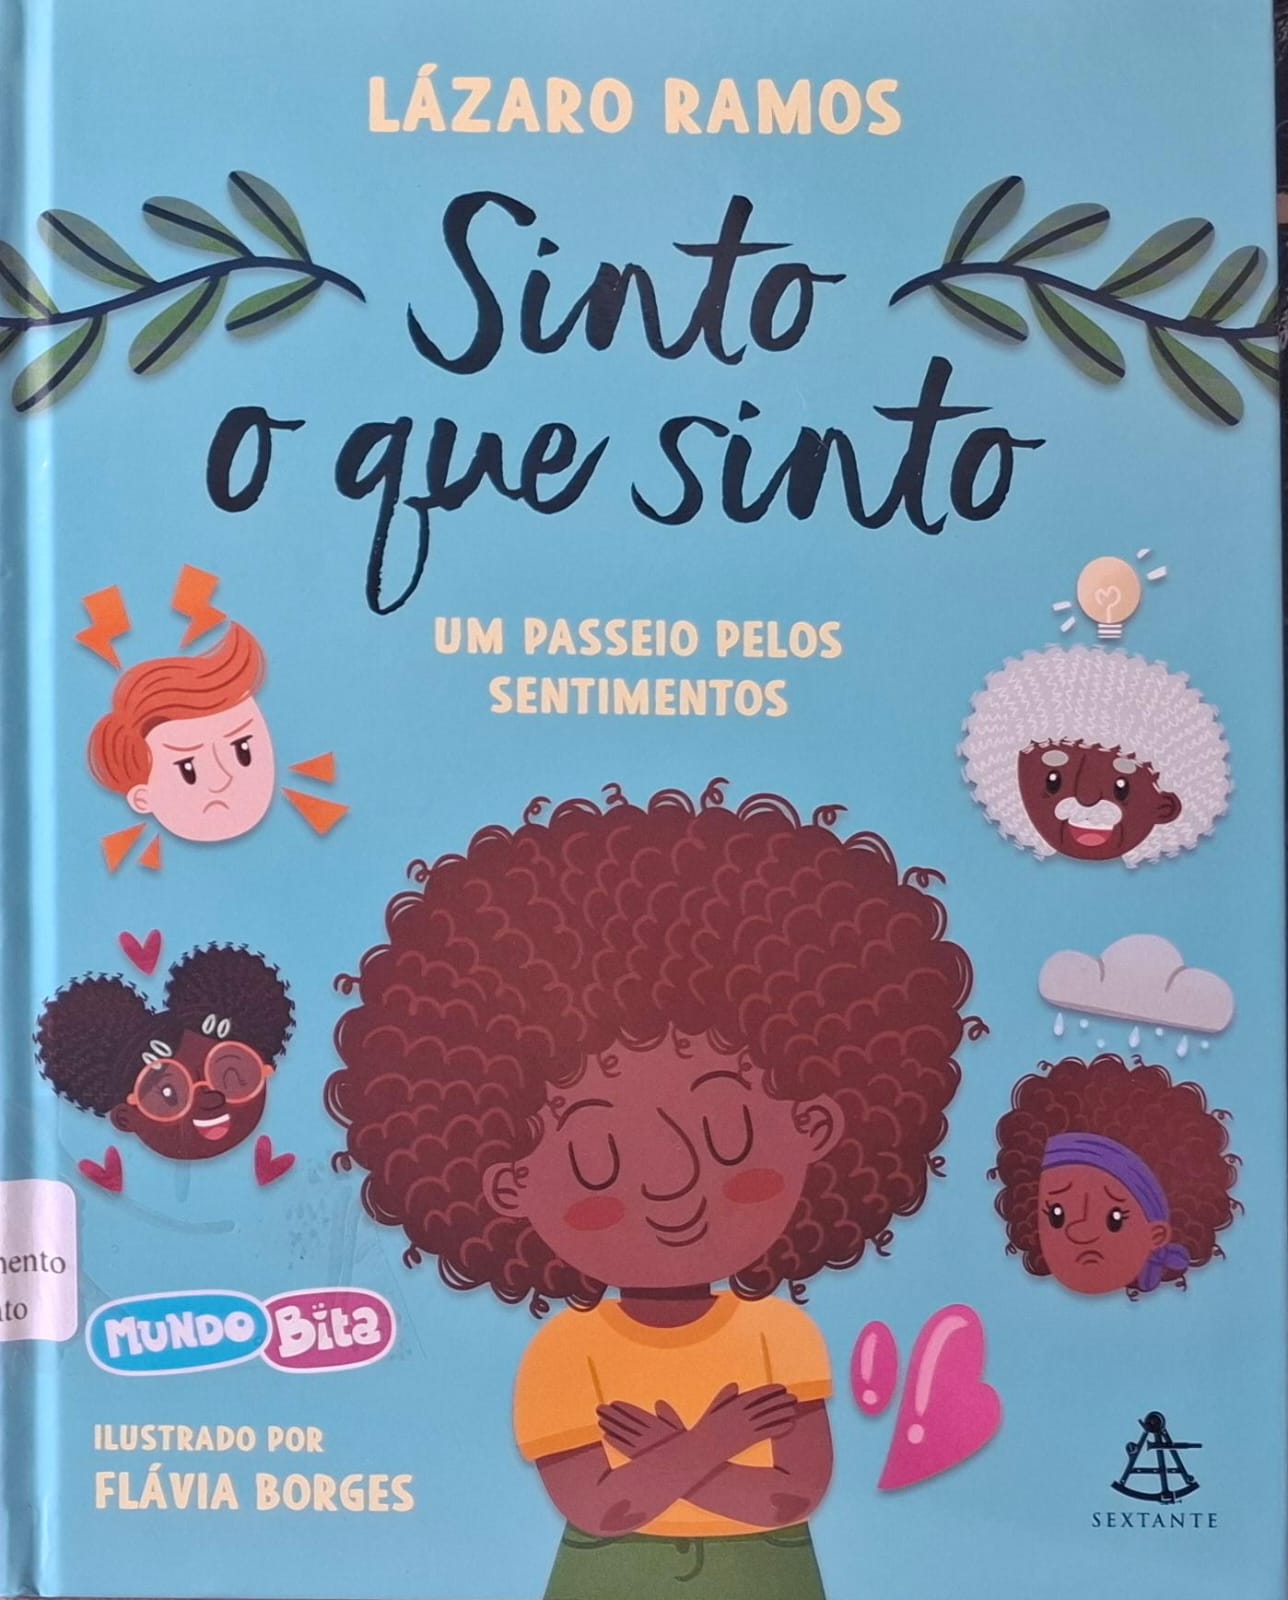 LÁZARO RAMOS
Sinto
o que sinto
UM PASSEIO PELOS
SENTIMENTOS
MUNDO Bita
ILUSTRADO POR
FLÁVIA BORGES
SEXTANTE